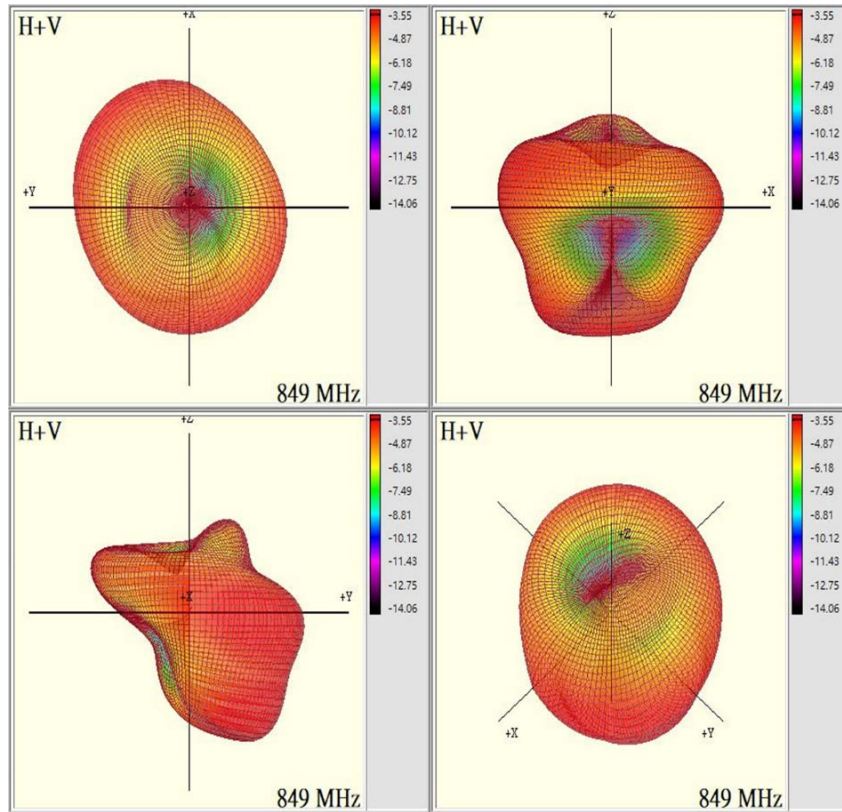 H+V
+X
+Y
+Z
849 MHz
-3.55
-4.87
-6.18
-7.49
-8.81
-10.12
-11.43
-12.75
-14.06
H+V
+Z
+Y
+X
849 MHz
-3.55
-4.87
-6.18
-7.49
-8.81
-10.12
-11.43
-12.75
-14.06
H+V
+Z
+X
+Y
849 MHz
-3.55
-4.87
-6.18
-7.49
-8.81
-10.12
-11.43
-12.75
-14.06
H+V
+Z
+X
+Y
849 MHz
-3.55
-4.87
-6.18
-7.49
-8.81
-10.12
-11.43
-12.75
-14.06